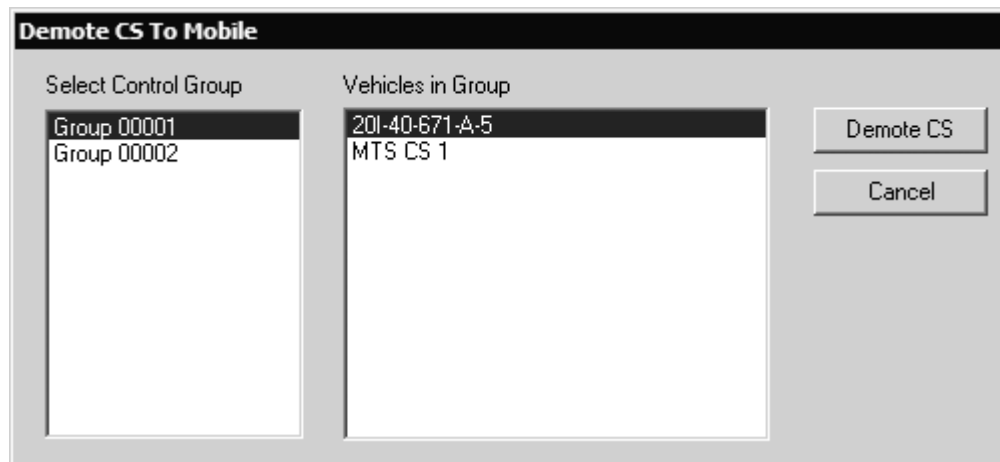 Demote CS To Mobile
Select Control Group
Vehicles in Group
Group 00001
Group 00002
20I-40-671-A-5
MTS CS 1
Demote CS
Cancel